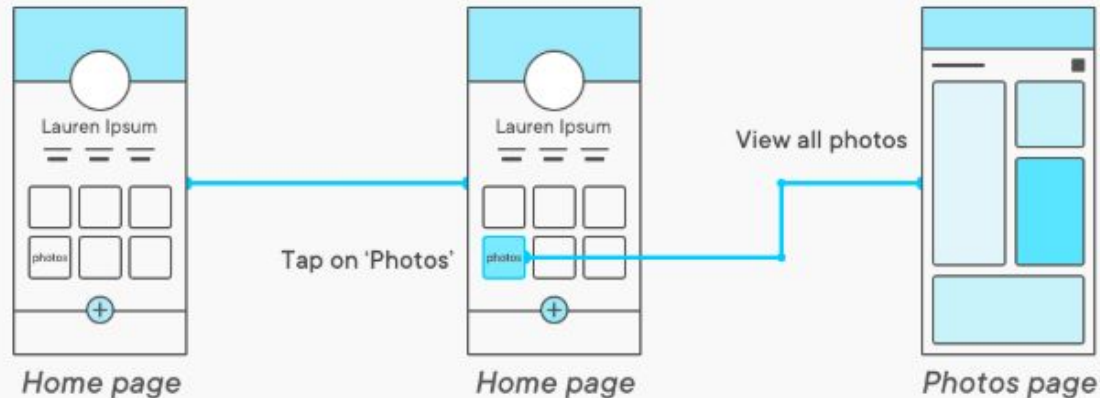 Lauren Ipsum
photos
Home page
Tap on 'Photos'
Lauren Ipsum
photos
Home page
View all photos
Photos page